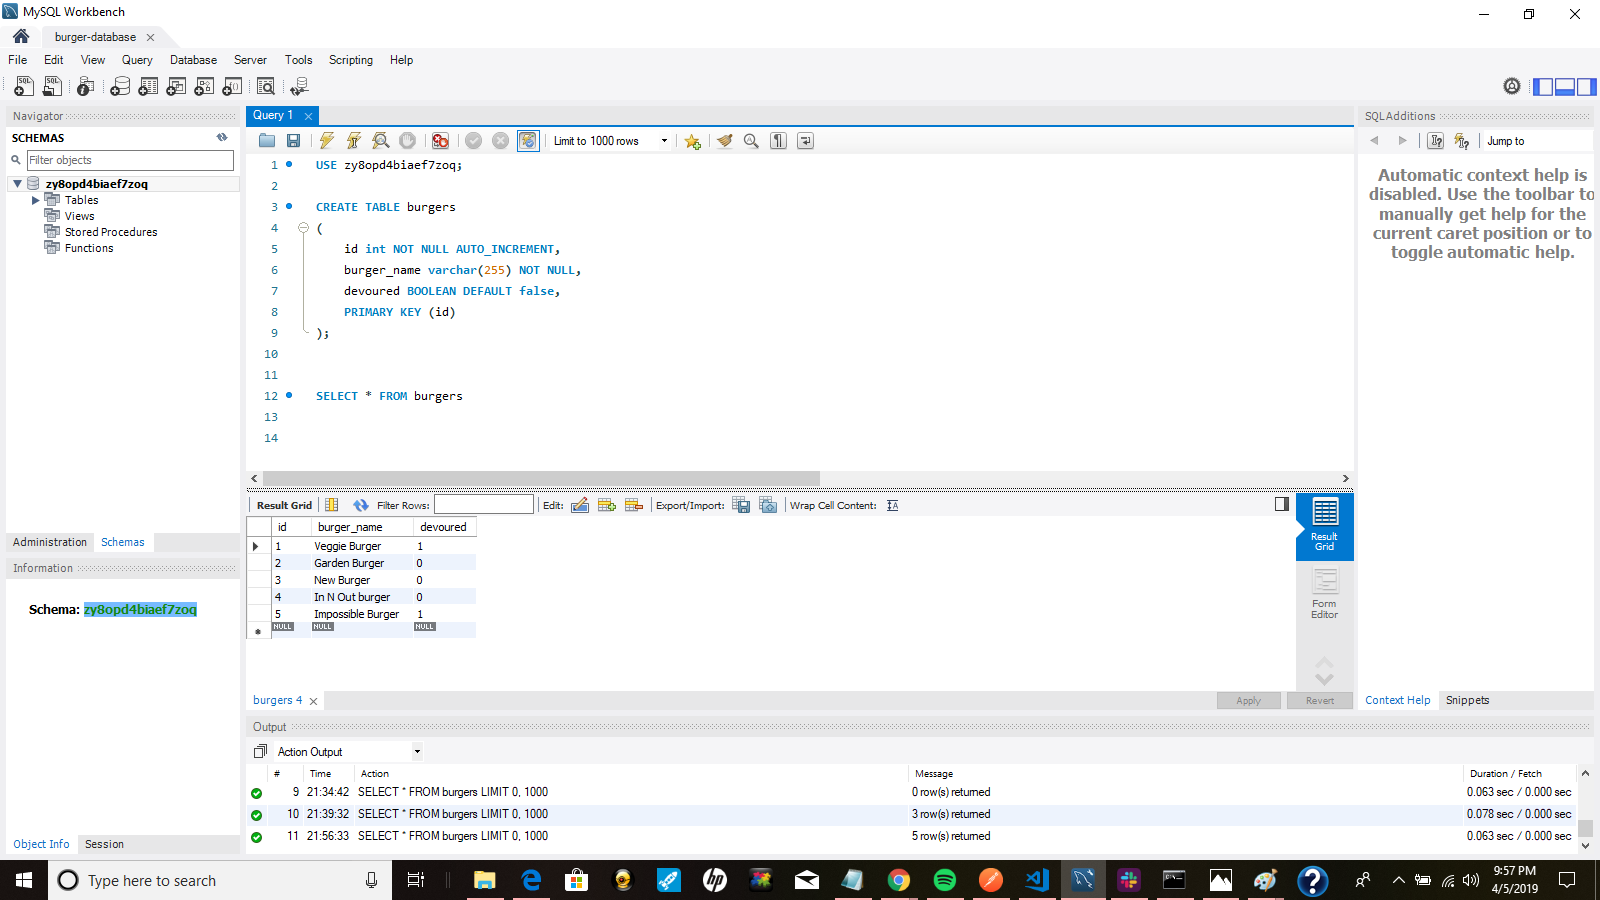 MySQL Workbench
burger-database
File Edit View Query Database Server Tools Scripting Help
Navigator
SCHEMAS
Filter objects
zy8opd4biaef7zoq
Tables
Views
Stored Procedures
Functions
Administration Schemas
Information
Schema: zy8opd4biaef7zoq
Object Info Session
Query 1
Limit to 1000 rows
1 USE zy8opd4biaef7zoq;
2
3 CREATE TABLE burgers
4 (
5 id int NOT NULL AUTO_INCREMENT,
6 burger_name varchar(255) NOT NULL,
7 devoured BOOLEAN DEFAULT false,
8 PRIMARY KEY (id)
9 );
10
11
12 SELECT * FROM burgers
13
14
Result Grid Filter Rows: Edit: Export/Import: Wrap Cell Content:
id burger_name devoured
1 Veggie Burger 1
2 Garden Burger 0
3 New Burger 0
4 In N Out burger 0
5 Impossible Burger 1
NULL NULL NULL
Result
Grid
Form
Editor
burgers 4
Apply Revert
SQLAdditions
Jump to
Automatic context help is
disabled. Use the toolbar to
manually get help for the
current caret position or to
toggle automatic help.
Context Help Snippets
Output
Action Output
# Time Action Message Duration / Fetch
9 21:34:42 SELECT * FROM burgers LIMIT 0, 1000 0 row(s) returned 0.063 sec / 0.000 sec
10 21:39:32 SELECT * FROM burgers LIMIT 0, 1000 3 row(s) returned 0.078 sec / 0.000 sec
11 21:56:33 SELECT * FROM burgers LIMIT 0, 1000 5 row(s) returned 0.063 sec / 0.000 sec
Type here to search
hp
9:57 PM
4/5/2019